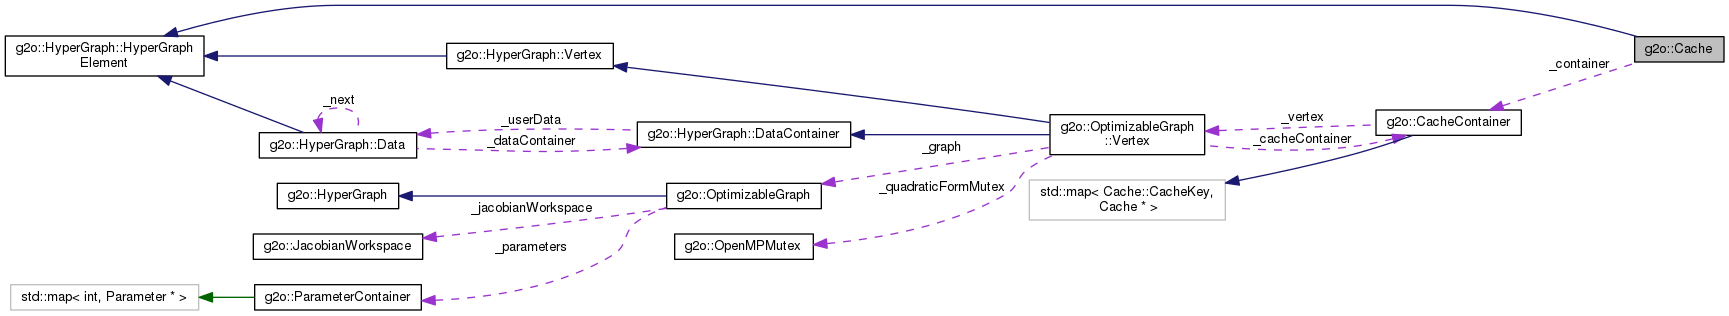 g2o::HyperGraph::HyperGraph
Element
g2o::HyperGraph::Vertex
g2o::Cache
_container
_next
_userData
_dataContainer
g2o::HyperGraph::Data
g2o::HyperGraph::DataContainer
g2o::OptimizableGraph
::Vertex
_vertex
_cacheContainer
g2o::CacheContainer
_graph
_quadraticFormMutex
g2o::HyperGraph
g2o::OptimizableGraph
std::map< Cache::CacheKey,
Cache * >
_jacobianWorkspace
g2o::JacobianWorkspace
_parameters
g2o::OpenMPMutex
std::map< int, Parameter * >
g2o::ParameterContainer